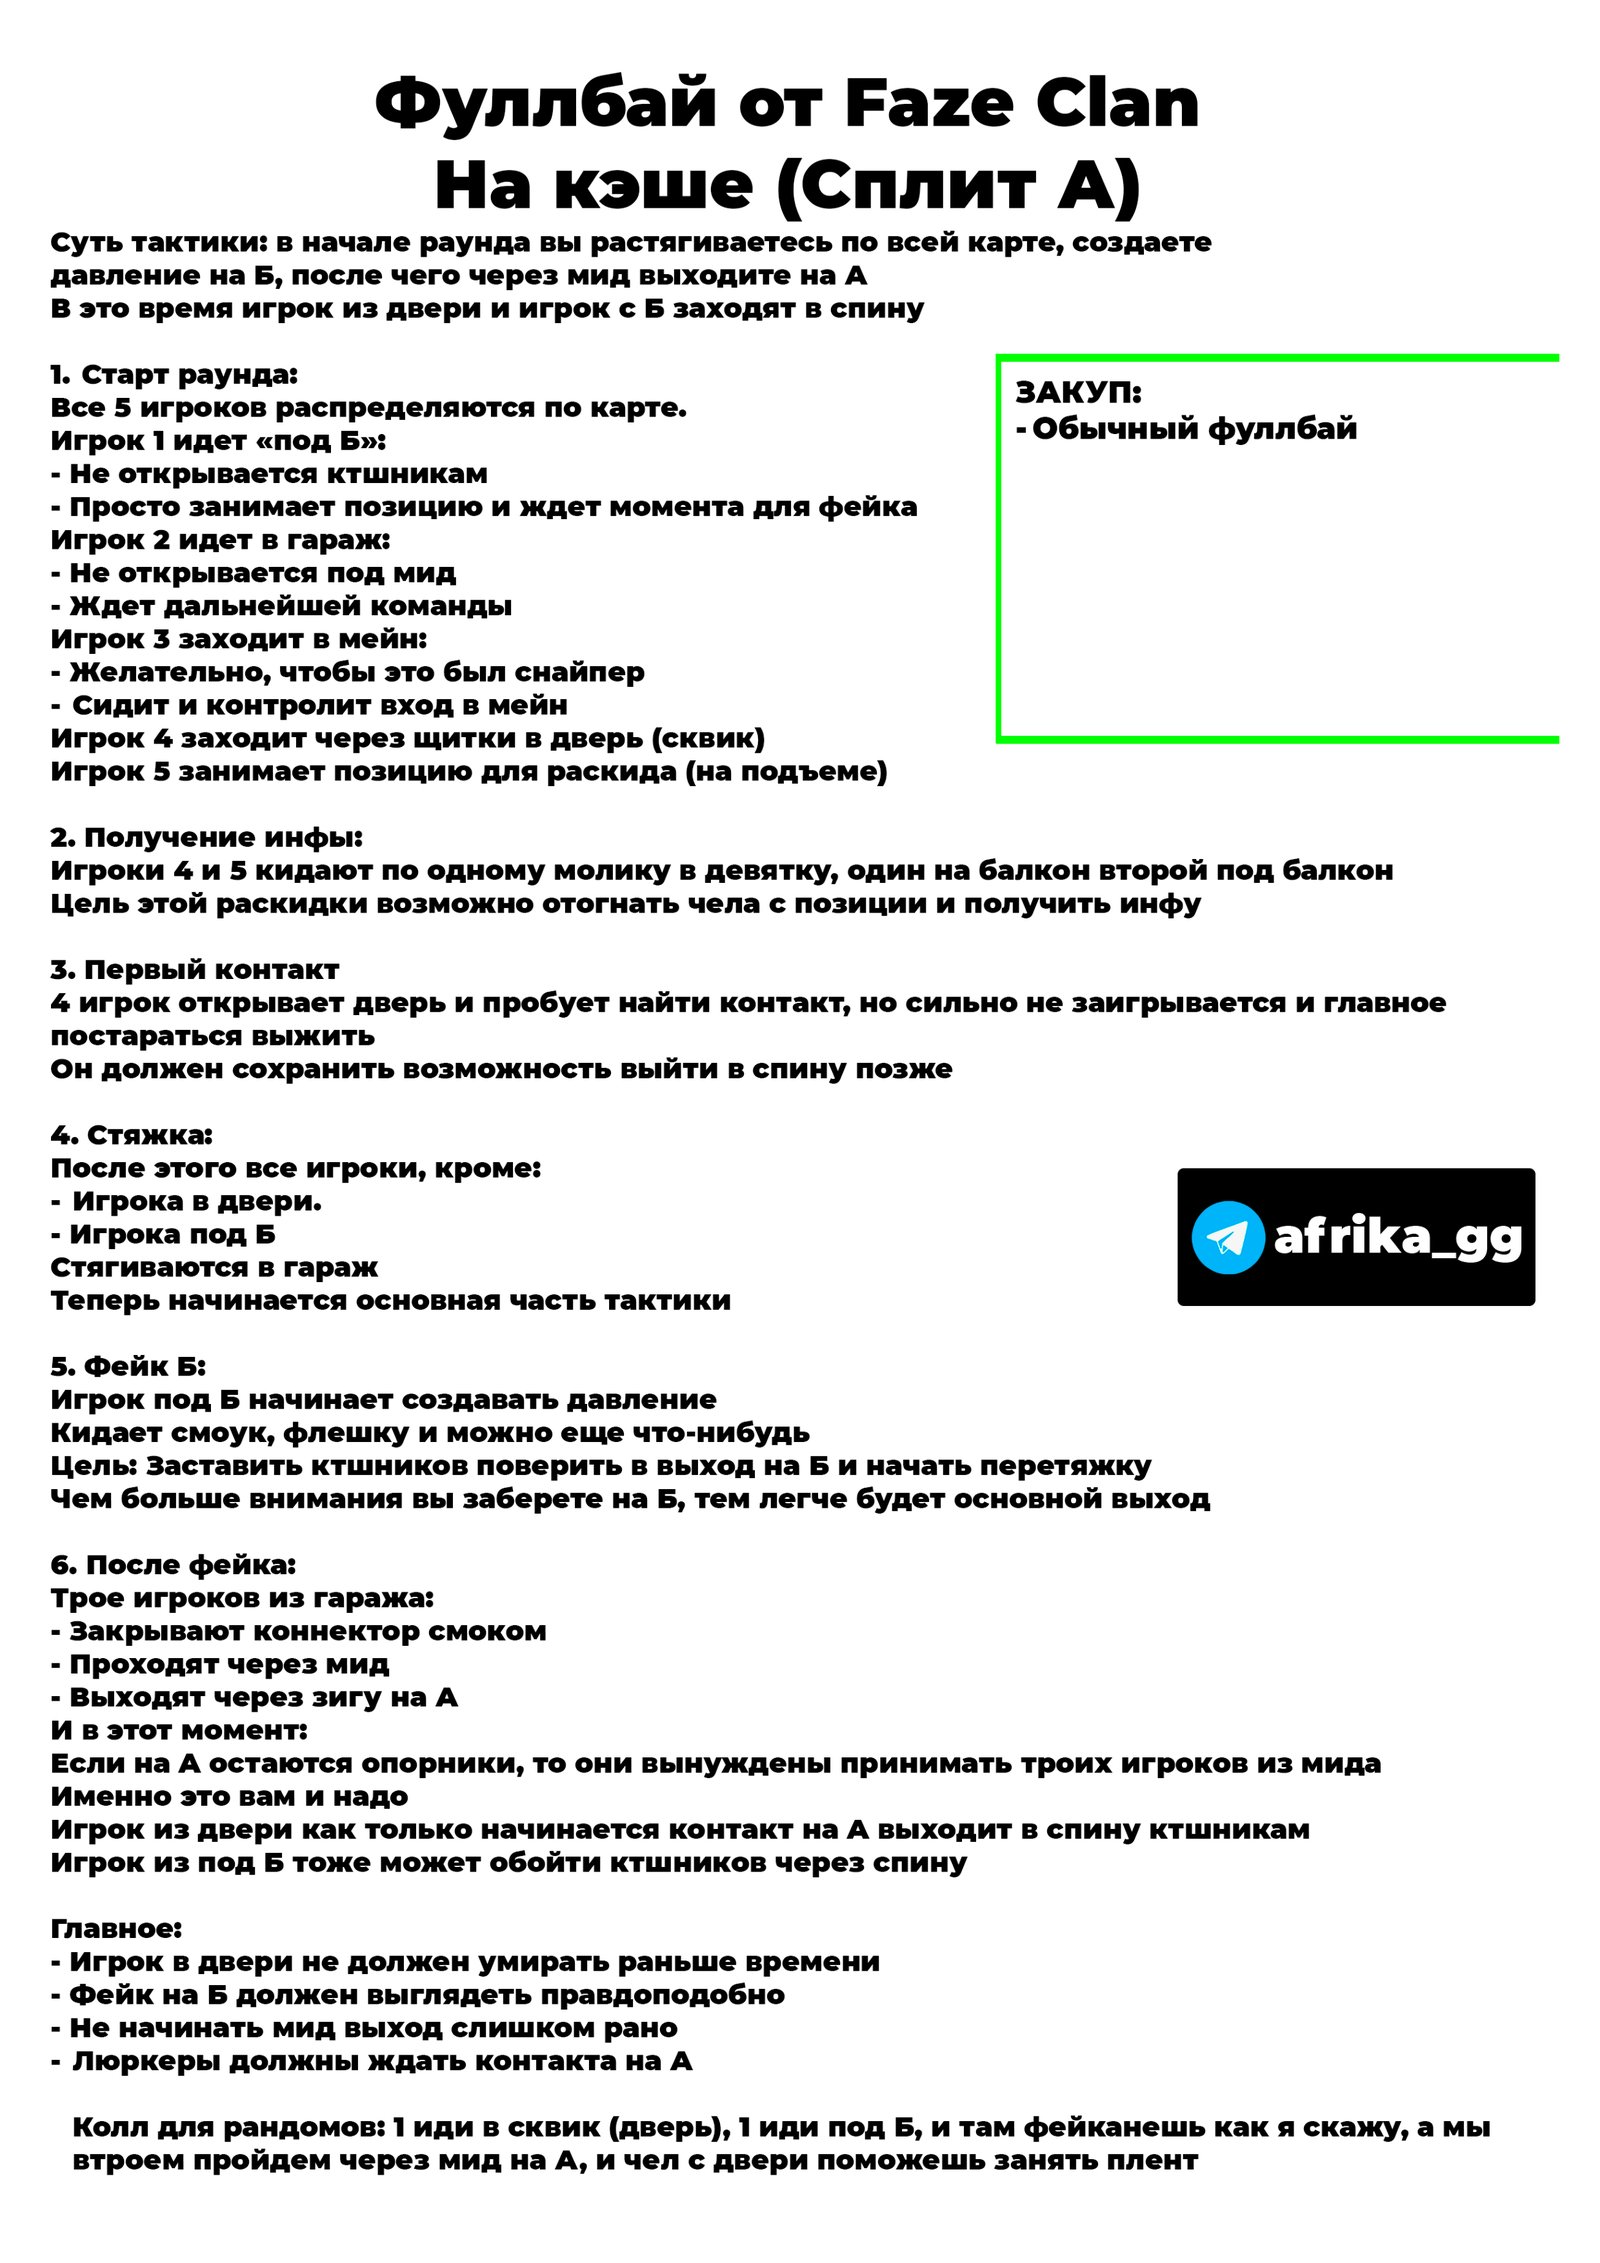 Фуллбай от Faze Clan
На кэше (Сплит А)
Суть тактики: в начале раунда вы растягиваетесь по всей карте, создаете
давление на Б, после чего через мид выходите на А
В это время игрок из двери и игрок с Б заходят в спину
1. Старт раунда:
Все 5 игроков распределяются по карте.
Игрок 1 идет «под Б»:
- Не открывается ктшникам
- Просто занимает позицию и ждет момента для фейка
Игрок 2 идет в гараж:
- Не открывается под мид
- Ждет дальнейшей команды
Игрок 3 заходит в мейн:
- Желательно, чтобы это был снайпер
- Сидит и контролит вход в мейн
Игрок 4 заходит через щитки в дверь (сквик)
Игрок 5 занимает позицию для раскида (на подъеме)
ЗАКУП:
- Обычный фуллбай
2. Получение инфы:
Игроки 4 и 5 кидают по одному молику в девятку, один на балкон второй под балкон
Цель этой раскидки возможно отогнать чела с позиции и получить инфу
3. Первый контакт
4 игрок открывает дверь и пробует найти контакт, но сильно не заигрывается и главное
постараться выжить
Он должен сохранить возможность выйти в спину позже
4. Стяжка:
После этого все игроки, кроме:
- Игрока в двери.
- Игрока под Б
Стягиваются в гараж
Теперь начинается основная часть тактики
afrika_gg
5. Фейк Б:
Игрок под Б начинает создавать давление
Кидает смоук, флешку и можно еще что-нибудь
Цель: Заставить ктшников поверить в выход на Б и начать перетяжку
Чем больше внимания вы заберете на Б, тем легче будет основной выход
6. После фейка:
Трое игроков из гаража:
- Закрывают коннектор смоком
- Проходят через мид
- Выходят через зигу на А
И в этот момент:
Если на А остаются опорники, то они вынуждены принимать троих игроков из мида
Именно это вам и надо
Игрок из двери как только начинается контакт на А выходит в спину ктшникам
Игрок из под Б тоже может обойти ктшников через спину
Главное:
- Игрок в двери не должен умирать раньше времени
- Фейк на Б должен выглядеть правдоподобно
- Не начинать мид выход слишком рано
- Люркеры должны ждать контакта на А
Колл для рандомов: 1 иди в сквик (дверь), 1 иди под Б, и там фейканешь как я скажу, а мы
втроем пройдем через мид на А, и чел с двери поможешь занять плент